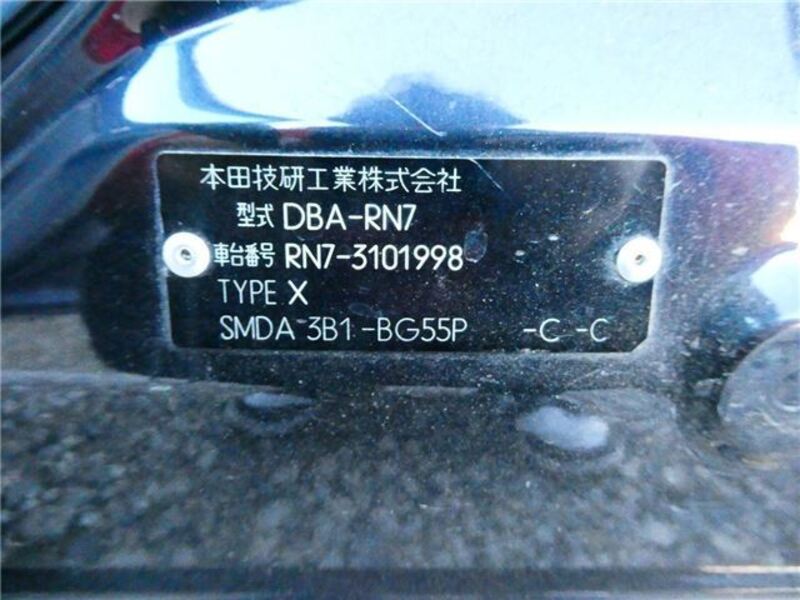 本田技研工業株式会社
型式 DBA-RN7
車台番号 RN7-3101998
TYPE X
SMDA 3B1 -BG55P -C -C